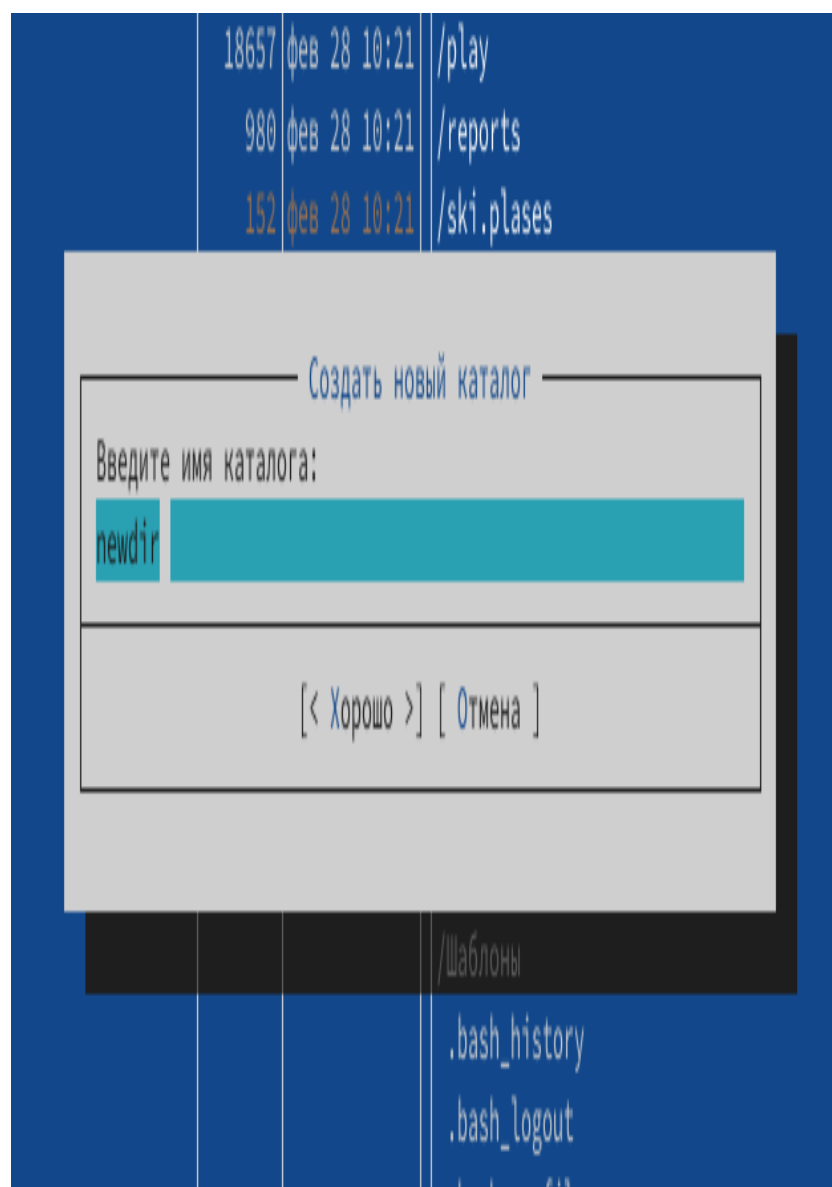 18657 фев 28 10:21 /play
980 фев 28 10:21 /reports
152 фев 28 10:21 /ski.plases
Создать новый каталог
Введите имя каталога:
newdir
[< Хорошо >] [ Отмена ]
/Шаблоны
.bash_history
.bash_logout